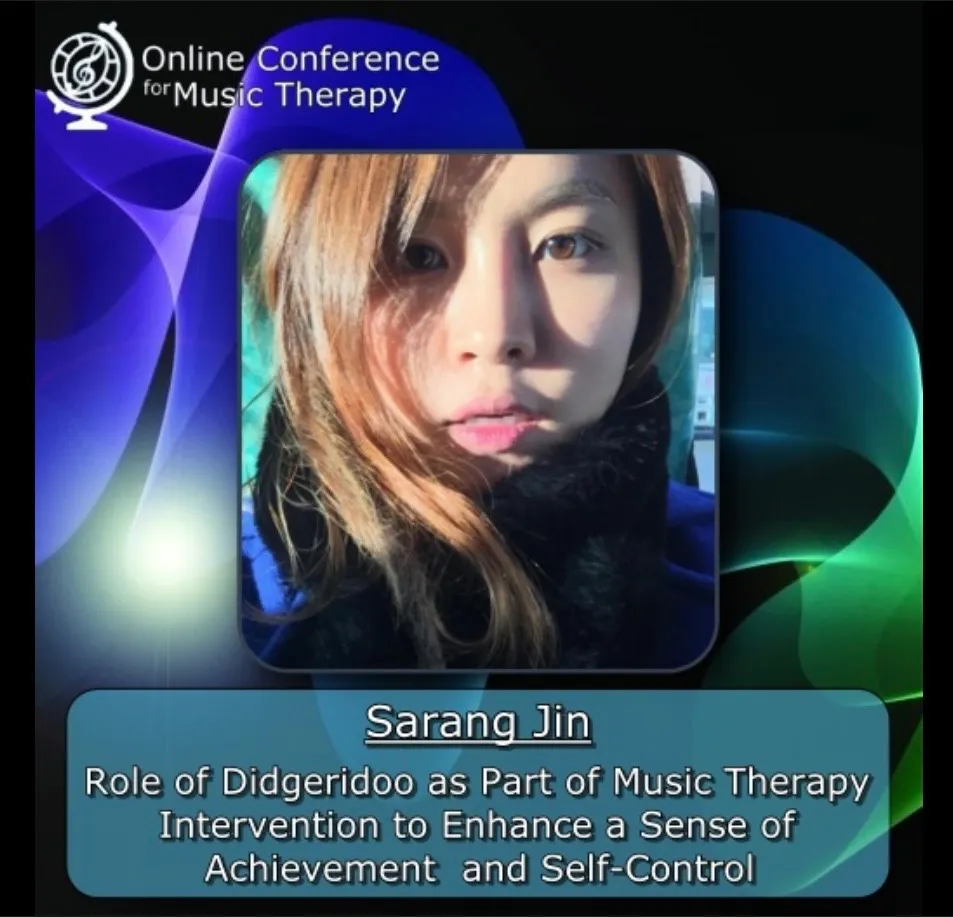 Online Conference
for Music Therapy
Sarang Jin
Role of Didgeridoo as Part of Music Therapy
Intervention to Enhance a Sense of
Achievement and Self-Control